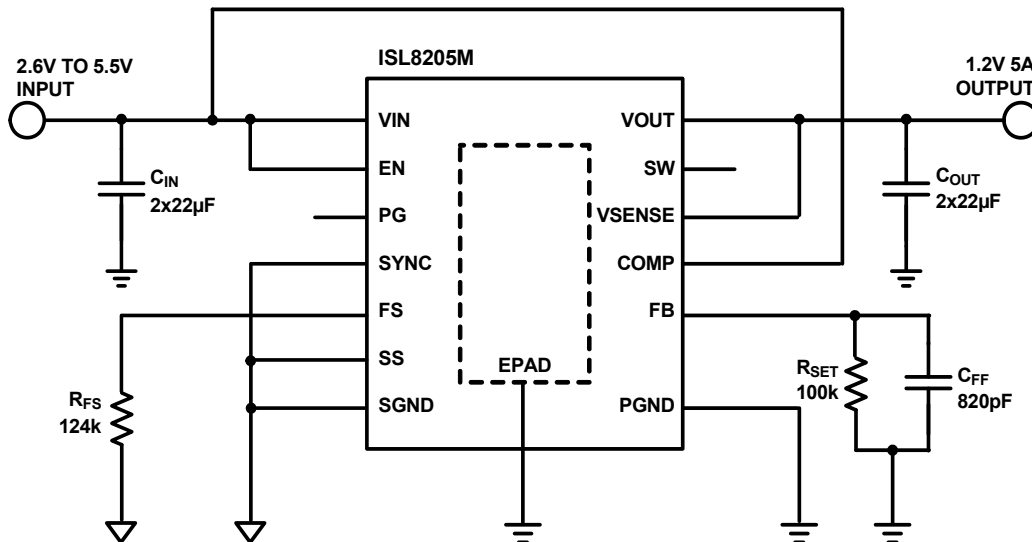 ISL8205M
2.6V TO 5.5V
INPUT
1.2V 5A
OUTPUT
VIN
VOUT
EN
SW
C_IN
2x22µF
C_OUT
2x22µF
PG
VSENSE
SYNC
COMP
FS
FB
SS
EPAD
R_SET
100k
C_FF
820pF
R_FS
124k
SGND
PGND